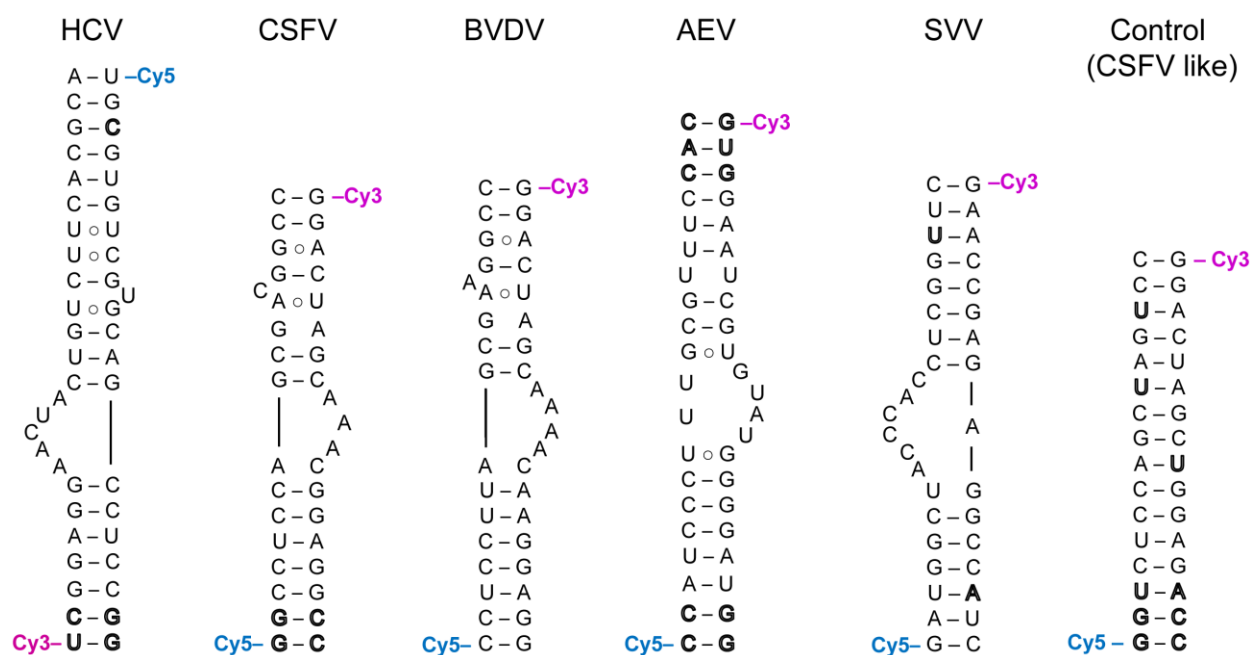 HCV
A – U –Cy5
C – G
G – C
C – G
A – U
C – G
U ○ U
U ○ C
C – G
U
U ○ G
G – C
U – A
C – G
A
U
C
A
A
G – C
G – C
A – U
G – C
G – C
C – G
Cy3– U – G
CSFV
C – G –Cy3
C – G
G ○ A
G – C
C
A ○ U
G – A
C – G
G – C
A
A
A
A C
C – G
C – G
U – A
C – G
C – G
G – C
Cy5– G – C
BVDV
C – G –Cy3
C – G
G ○ A
G – C
A
A ○ U
G – A
C – G
G – C
A
A
A
A
A – C
U – A
U – A
C – G
C – G
U – A
C – G
Cy5– C – G
AEV
C – G –Cy3
A – U
C – G
C – G
U – A
U – A
U U
G – C
C – G
G ○ U
U G
U U
A
U
U ○ G
C – G
C – G
C – G
U – A
A – U
C – G
Cy5– C – G
SVV
C – G –Cy3
U – A
U – A
G – C
G – C
C – G
U – A
C – G
A
C
C
C
C
A
A
U – G
C – G
G – C
G – C
U – A
A – U
Cy5– G – C
Control
(CSFV like)
C – G – Cy3
C – G
U – A
G – C
A – U
U – A
C – G
G – C
A – U
C – G
C – G
U – A
C – G
U – A
G – C
Cy5 – G – C